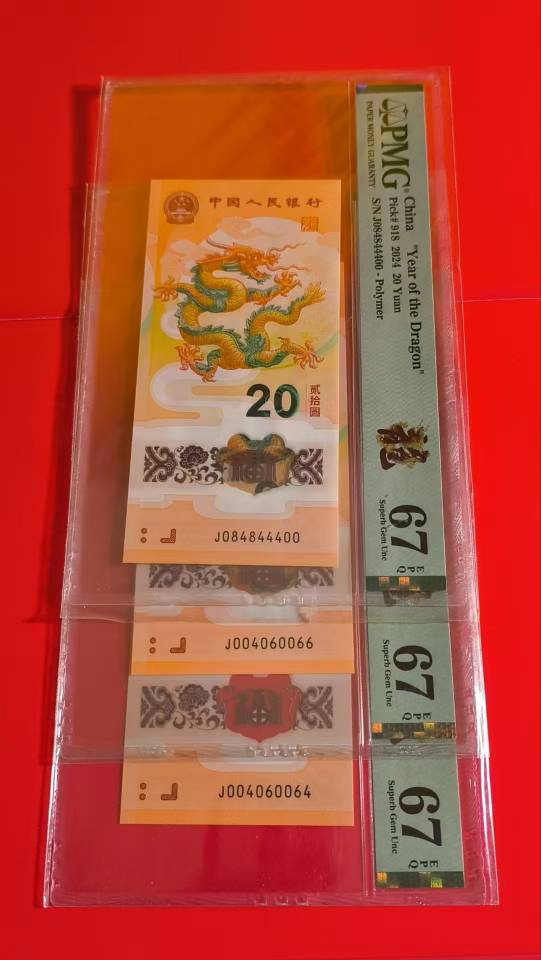 中国人民银行
20
贰拾圆
J084844400
PMG
PAPER MONEY GUARANTY
China "Year of the Dragon"
Pick# 918 2024 20 Yuan
S/N J084844400 - Polymer
67 EPQ
Superb Gem Unc
J004060066
67 EPQ
Superb Gem Unc
J004060064
67 EPQ
Superb Gem Unc